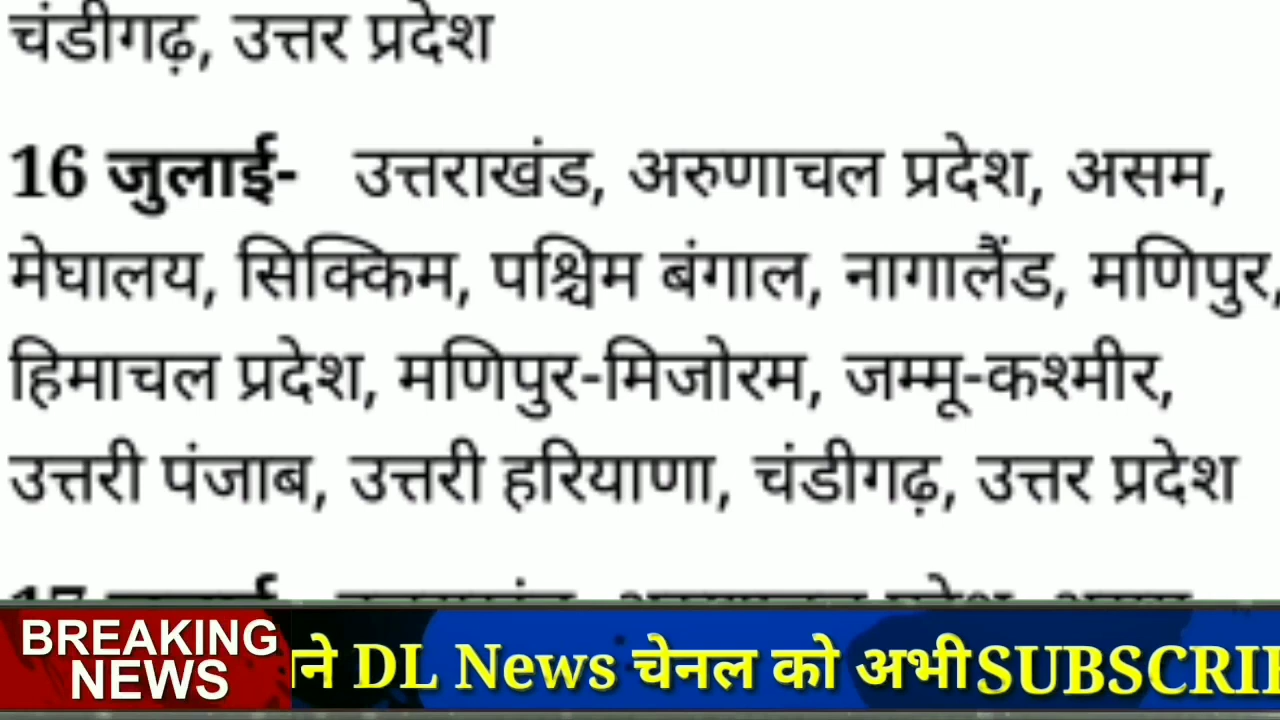 चंडीगढ़, उत्तर प्रदेश
16 जुलाई- उत्तराखंड, अरुणाचल प्रदेश, असम,
मेघालय, सिक्किम, पश्चिम बंगाल, नागालैंड, मणिपुर,
हिमाचल प्रदेश, मणिपुर-मिजोरम, जम्मू-कश्मीर,
उत्तरी पंजाब, उत्तरी हरियाणा, चंडीगढ़, उत्तर प्रदेश
BREAKING
NEWS
DL News चेनल को अभी